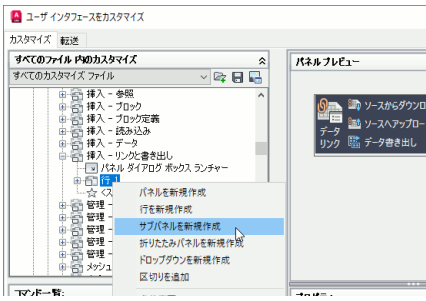 ユーザ インタフェースをカスタマイズ
カスタマイズ 転送
すべてのファイル 内のカスタマイズ
すべてのカスタマイズ ファイル
挿入 - 参照
挿入 - ブロック
挿入 - ブロック定義
挿入 - 読み込み
挿入 - データ
挿入 - リンクと書き出し
パネル ダイアログ ボックス ランチャー
行 1
管理 -
管理 -
管理 -
管理 -
メッシュ
パネルを新規作成
行を新規作成
サブパネルを新規作成
折りたたみパネルを新規作成
ドロップダウンを新規作成
区切りを追加
コマンド一覧:
パネル プレビュー
データ
リンク
ソースからダウンロ
ソースへアップロー
データ書き出し